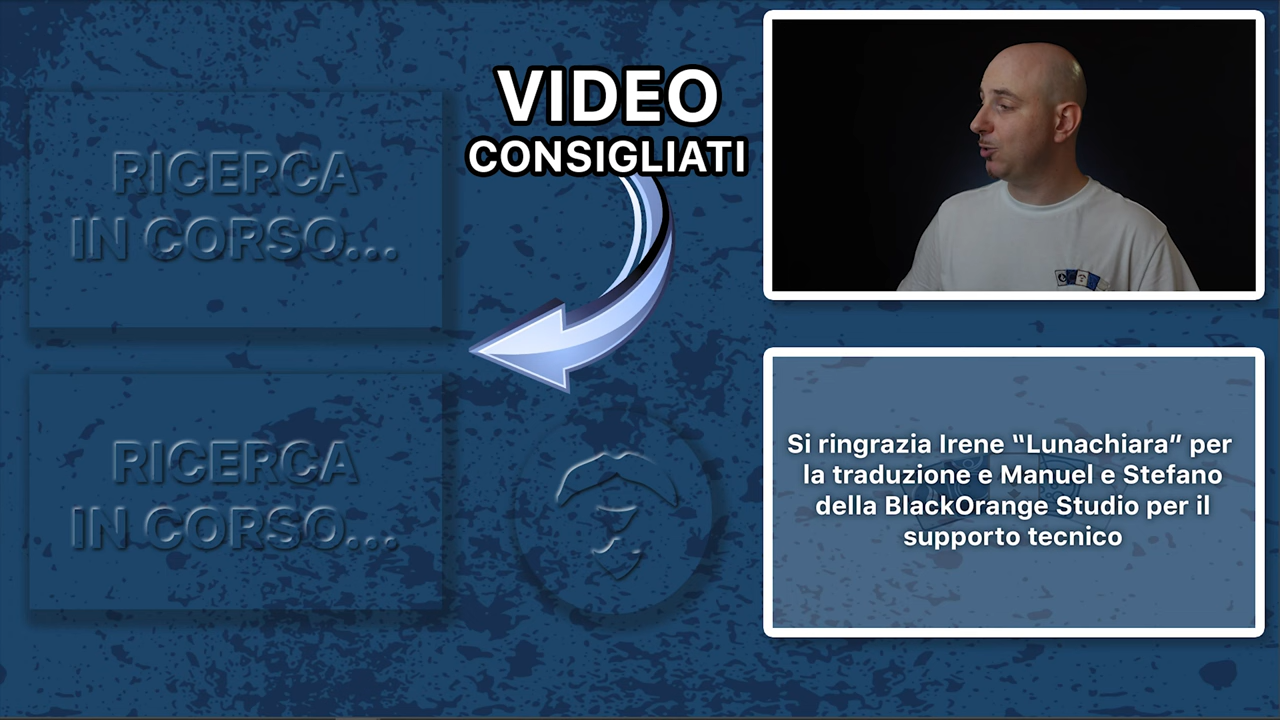 VIDEO
CONSIGLIATI
RICERCA
IN CORSO...
RICERCA
IN CORSO...
Si ringrazia Irene “Lunachiara” per
la traduzione e Manuel e Stefano
della BlackOrange Studio per il
supporto tecnico